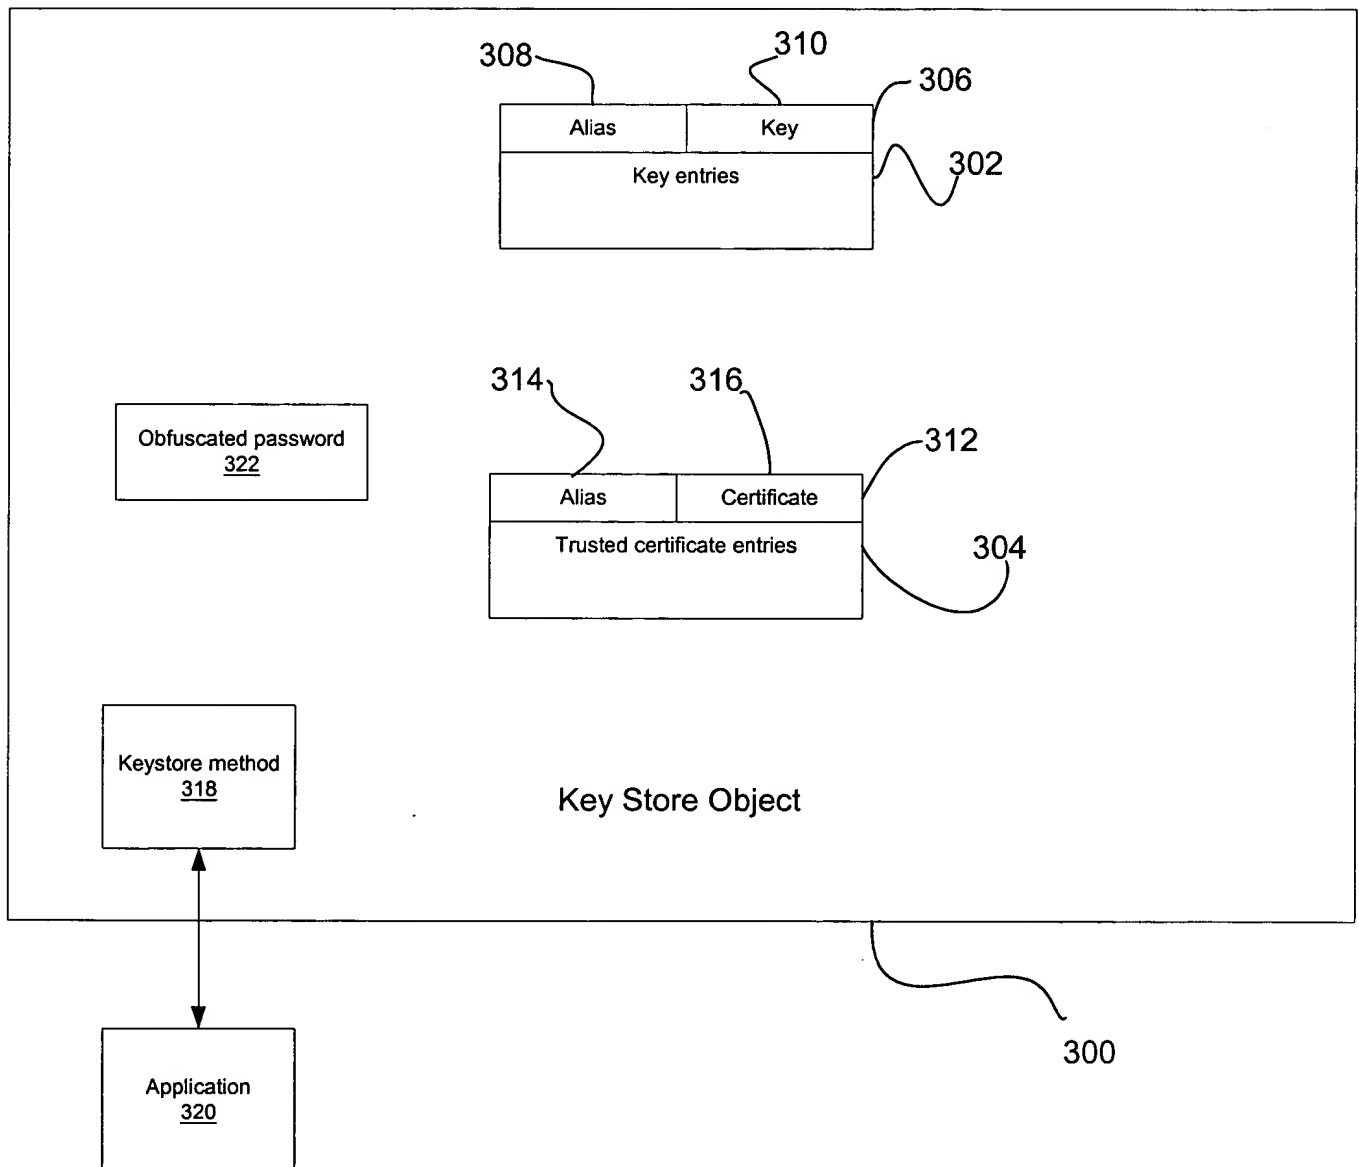 308
310
306
Alias
Key
302
Key entries
314
316
312
Obfuscated password
322
Alias
Certificate
304
Trusted certificate entries
Keystore method
318
Key Store Object
300
Application
320